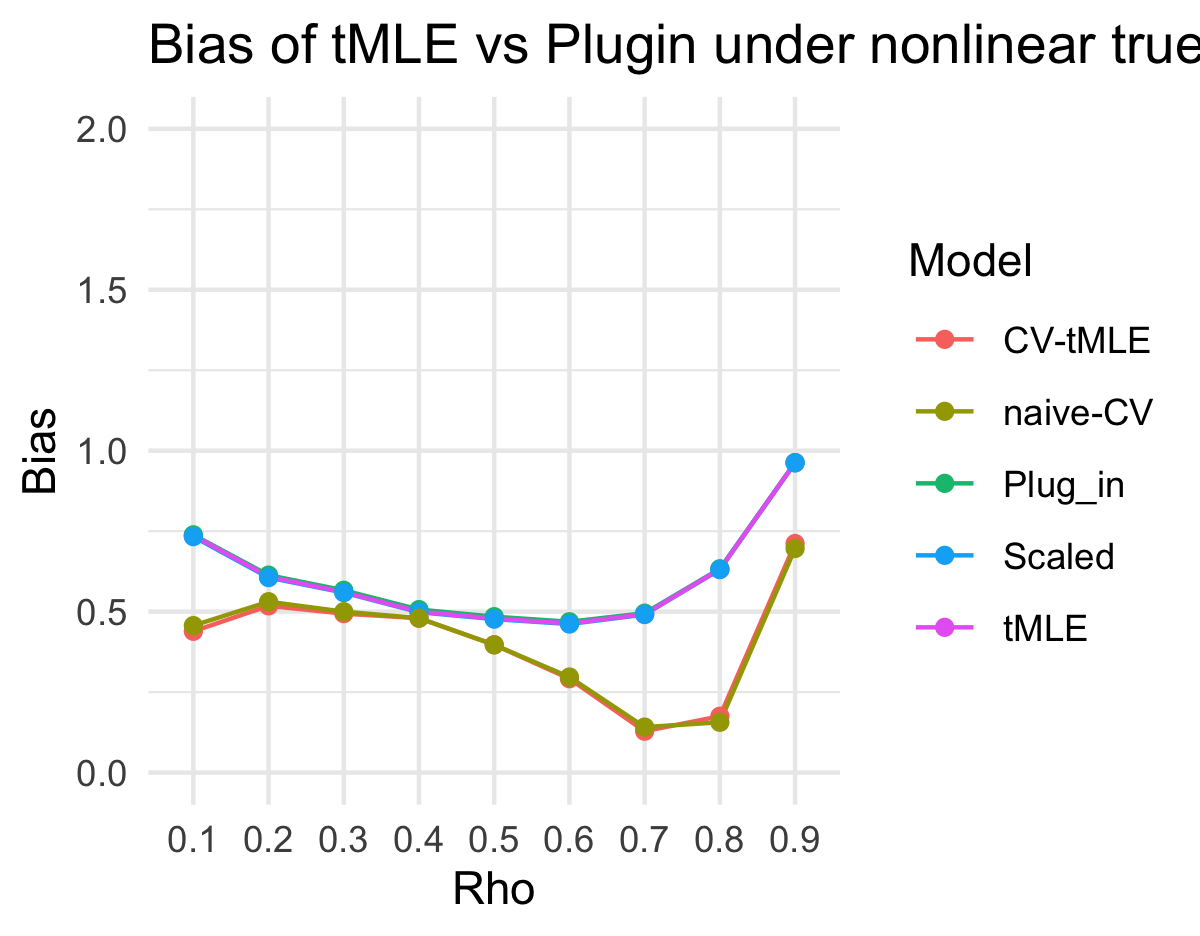 Bias of tMLE vs Plugin under nonlinear true
2.0
1.5
1.0
0.5
0.0
Bias
0.1 0.2 0.3 0.4 0.5 0.6 0.7 0.8 0.9
Rho
Model
CV-tMLE
naive-CV
Plug_in
Scaled
tMLE